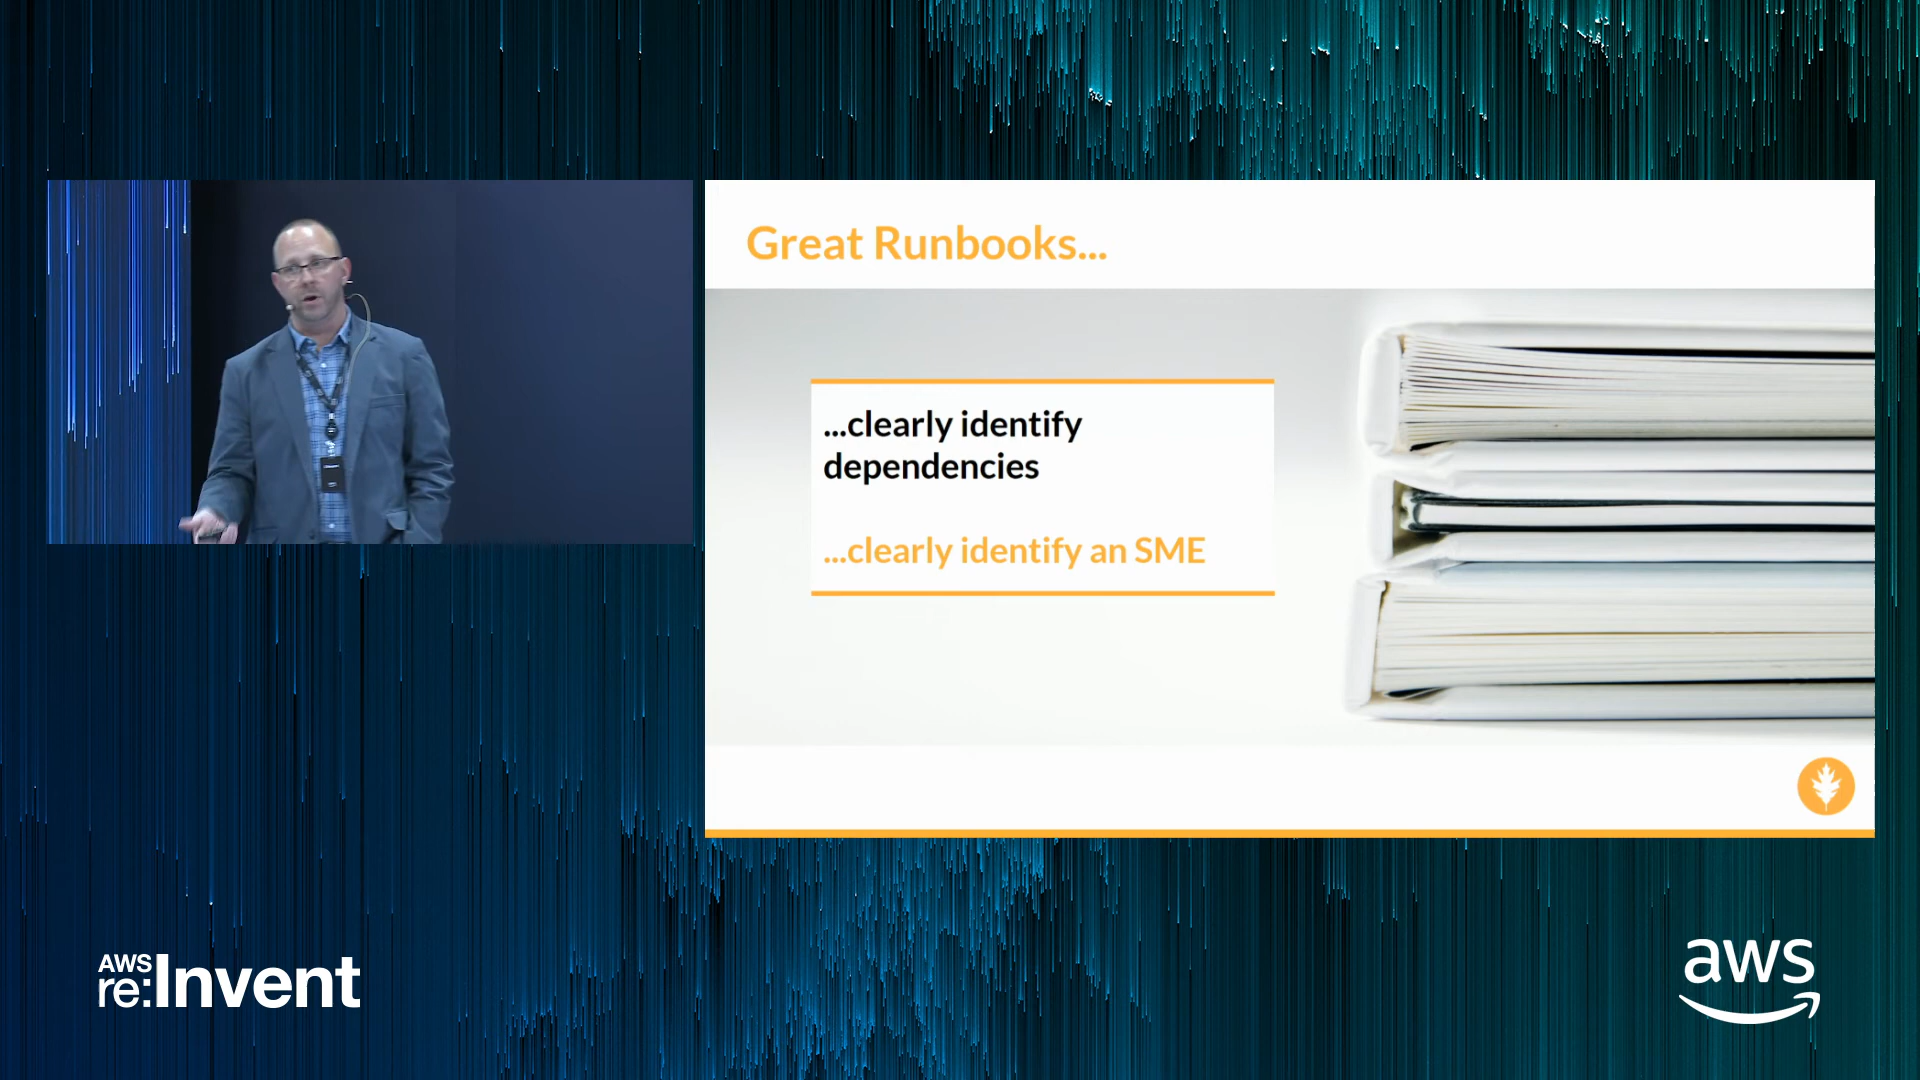 Great Runbooks...
...clearly identify
dependencies
...clearly identify an SME
AWS
re:Invent
aws